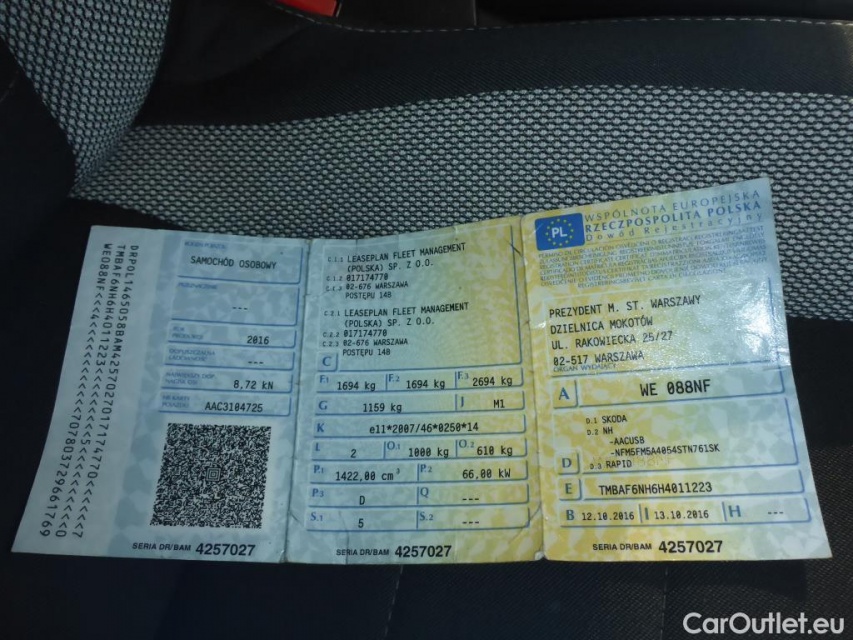 DRPOL1465058BAM425702701717477O<<<<<<<7
TMBAF6NH6H4011223<<<<<<<<7078037296617​69
WE088NF<<
SAMOCHÓD OSOBOWY
---
2016
---
8,72 kN
AAC3104725
SERIA DR/BAM 4257027
C.1.1 LEASEPLAN FLEET MANAGEMENT
(POLSKA) SP. Z O.O.
C.1.2 017174770
C.1.3 02-676 WARSZAWA
POSTĘPU 14B
C.2.1 LEASEPLAN FLEET MANAGEMENT
(POLSKA) SP. Z O.O.
C.2.2 017174770
C.2.3 02-676 WARSZAWA
POSTĘPU 14B
C
F.1 1694 kg F.2 1694 kg F.3 2694 kg
G 1159 kg J M1
K e11*2007/46*0250*14
L 2 O.1 1000 kg O.2 610 kg
P.1 1422,00 cm³ P.2 66,00 kW
P.3 D Q ---
S.1 5 S.2 ---
SERIA DR/BAM 4257027
PL
WSPÓLNOTA EUROPEJSKA
RZECZPOSPOLITA POLSKA
Dowód Rejestracyjny
PREZYDENT M. ST. WARSZAWY
DZIELNICA MOKOTÓW
UL. RAKOWIECKA 25/27
02-517 WARSZAWA
ORGAN WYDAJĄCY
A WE 088NF
D.1 SKODA
D.2 NH
-AACUSB
-NFM5FM5A4054STN761SK
D D.3 RAPID
E TMBAF6NH6H4011223
B 12.10.2016 I 13.10.2016 H ---
SERIA DR/BAM 4257027
CarOutlet.eu